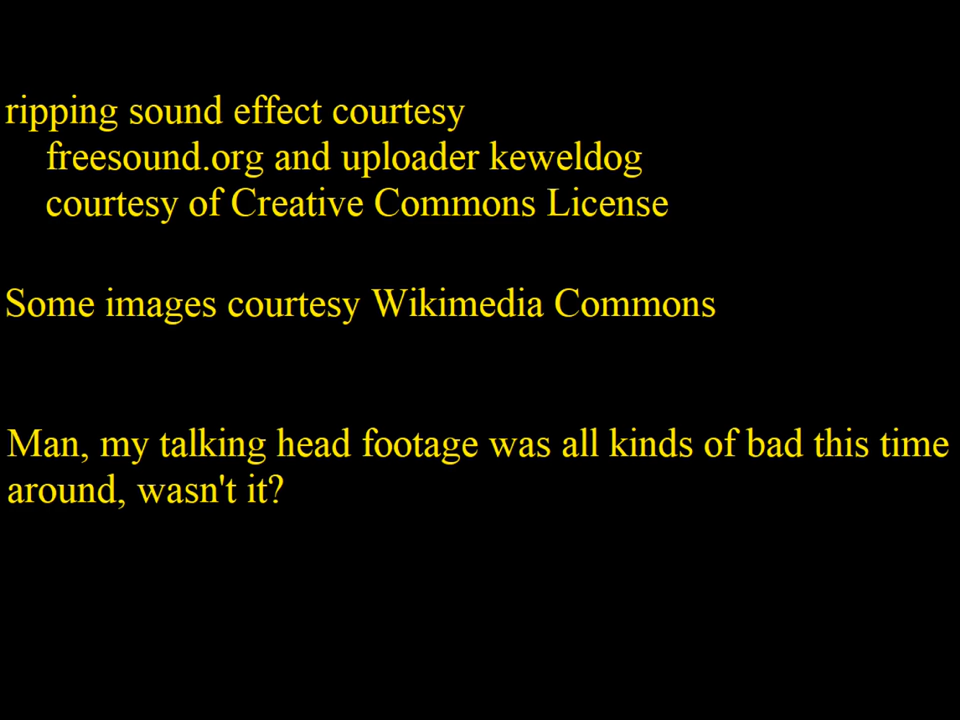 ripping sound effect courtesy
freesound.org and uploader keweldog
courtesy of Creative Commons License
Some images courtesy Wikimedia Commons
Man, my talking head footage was all kinds of bad this time
around, wasn't it?